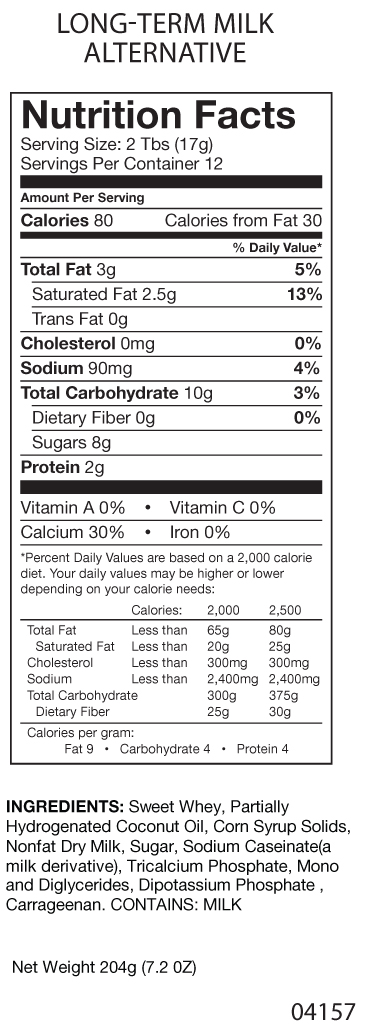 LONG-TERM MILK
ALTERNATIVE
Nutrition Facts
Serving Size: 2 Tbs (17g)
Servings Per Container 12
Amount Per Serving
Calories 80 Calories from Fat 30
% Daily Value*
Total Fat 3g 5%
Saturated Fat 2.5g 13%
Trans Fat 0g
Cholesterol 0mg 0%
Sodium 90mg 4%
Total Carbohydrate 10g 3%
Dietary Fiber 0g 0%
Sugars 8g
Protein 2g
Vitamin A 0% • Vitamin C 0%
Calcium 30% • Iron 0%
*Percent Daily Values are based on a 2,000 calorie
diet. Your daily values may be higher or lower
depending on your calorie needs:
Calories: 2,000 2,500
Total Fat Less than 65g 80g
Saturated Fat Less than 20g 25g
Cholesterol Less than 300mg 300mg
Sodium Less than 2,400mg 2,400mg
Total Carbohydrate 300g 375g
Dietary Fiber 25g 30g
Calories per gram:
Fat 9 • Carbohydrate 4 • Protein 4
INGREDIENTS: Sweet Whey, Partially
Hydrogenated Coconut Oil, Corn Syrup Solids,
Nonfat Dry Milk, Sugar, Sodium Caseinate(a
milk derivative), Tricalcium Phosphate, Mono
and Diglycerides, Dipotassium Phosphate ,
Carrageenan. CONTAINS: MILK
Net Weight 204g (7.2 0Z)
04157